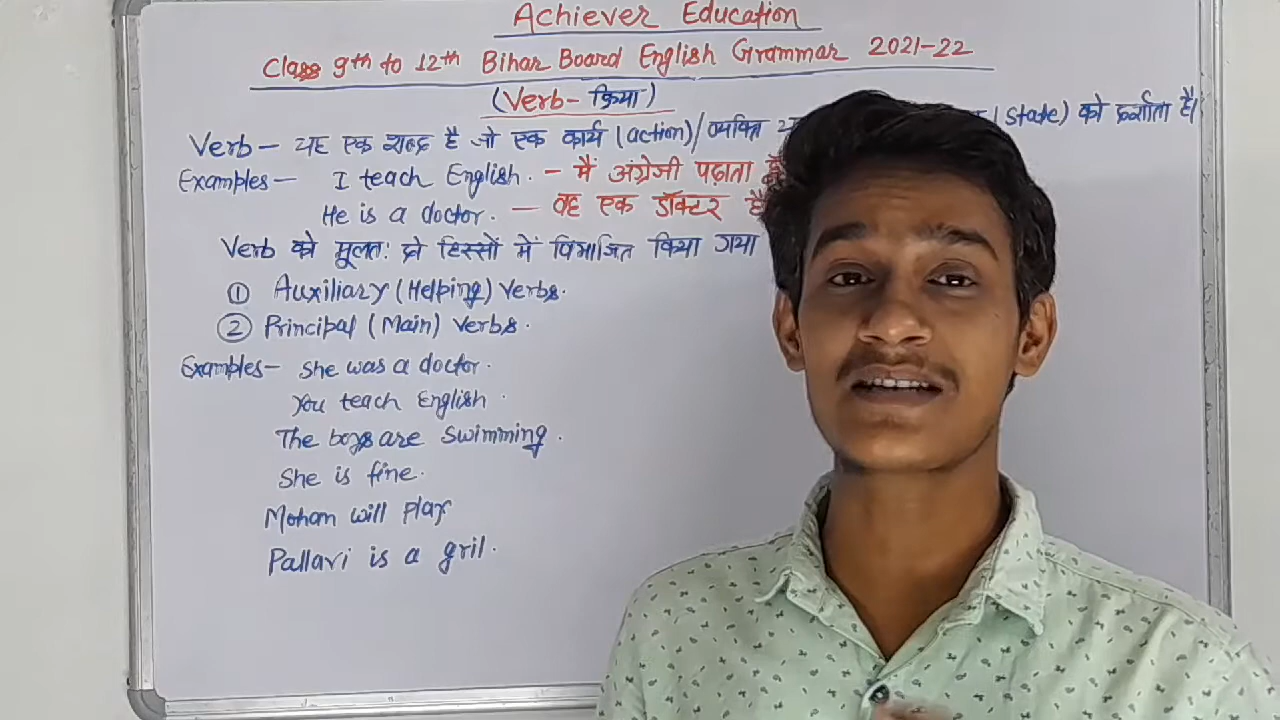 Achiever Education
Class 9th to 12th Bihar Board English Grammar 2021-22
(Verb- क्रिया)
Verb – यह एक शब्द है जो एक कार्य (action)/व्यक्ति (State) को दर्शाता है।
Examples – I teach English. – मैं अंग्रेजी पढ़ाता
He is a doctor. – वह एक डॉक्टर है
Verb को मूलतः दो हिस्सों में विभाजित किया गया
① Auxiliary (Helping) Verbs.
② Principal (Main) Verbs.
Examples – She was a doctor.
You teach English.
The boys are swimming.
She is fine.
Mohan will play
Pallavi is a gril.